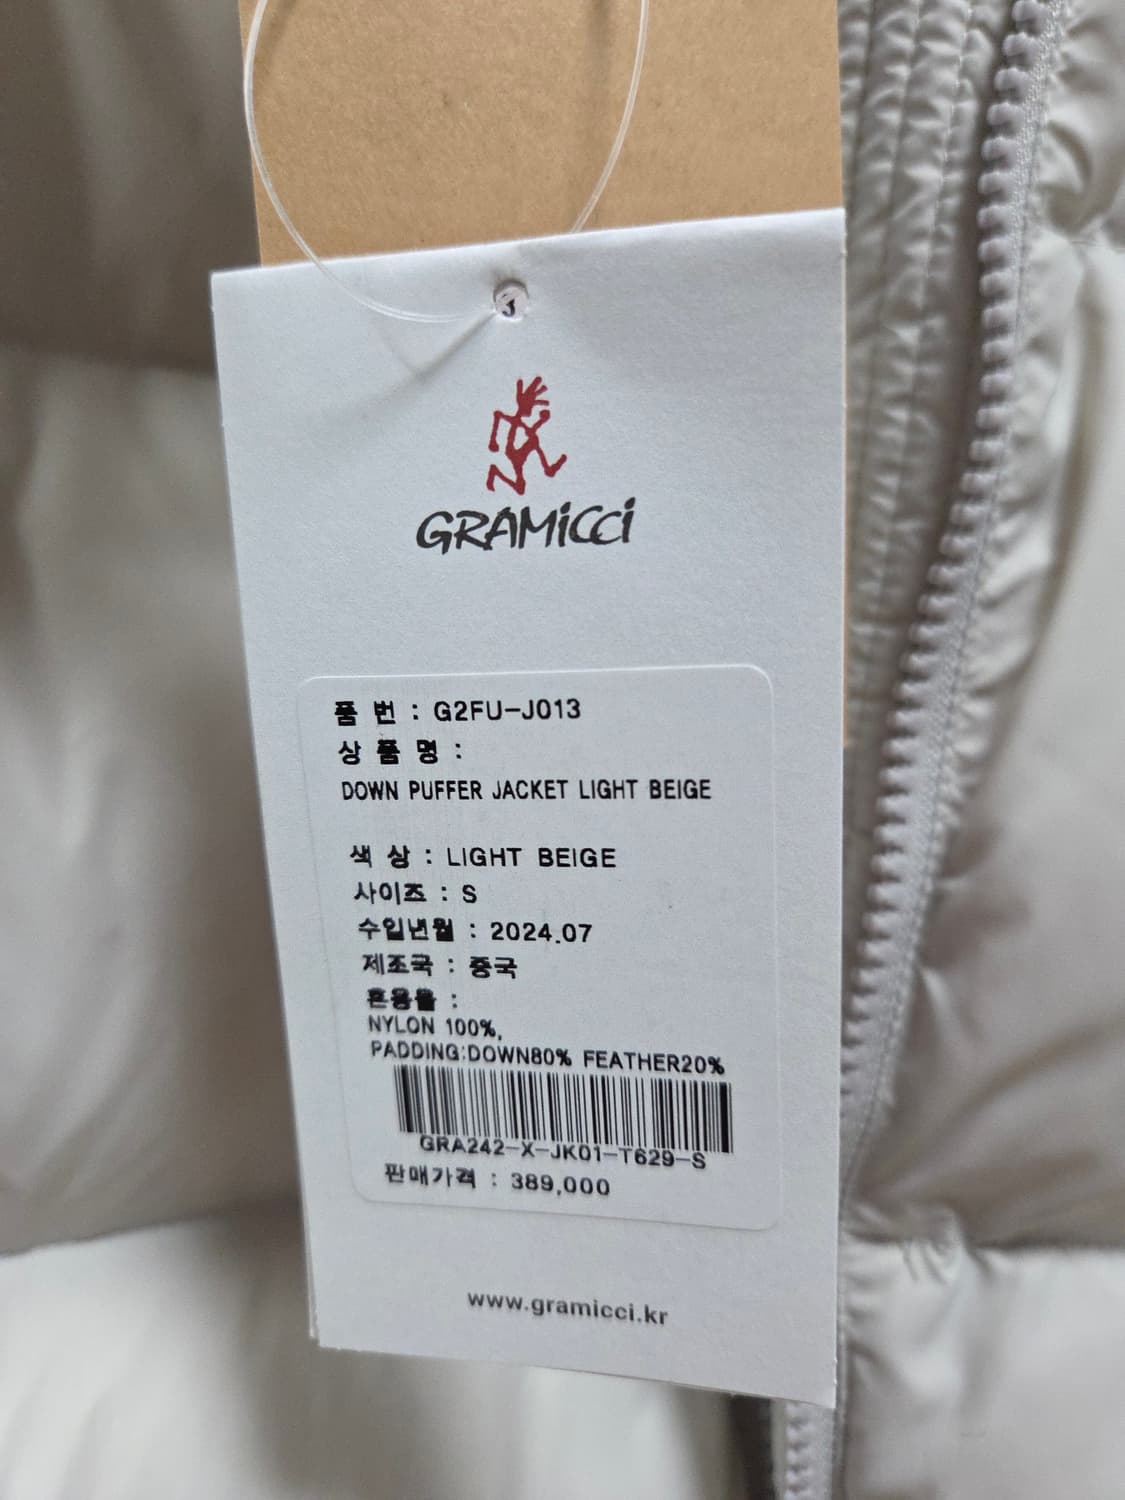 GRAMiCCi
품 번 : G2FU-J013
상 품 명 :
DOWN PUFFER JACKET LIGHT BEIGE
색 상 : LIGHT BEIGE
사이즈 : S
수입년월 : 2024.07
제조국 : 중국
혼용률 :
NYLON 100%,
PADDING:DOWN80% FEATHER20%
GRA242-X-JK01-T629-S
판매가격 : 389,000
www.gramicci.kr